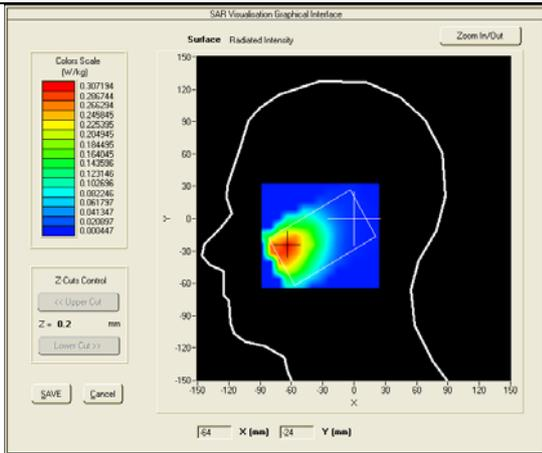 SAR Visualisation Graphical Interface
Surface Radiated Intensity
Zoom In/Out
Colors Scale
(W/kg)
0.307194
0.286744
0.266294
0.245845
0.225395
0.204945
0.184495
0.164045
0.143596
0.123146
0.102696
0.082246
0.061797
0.041347
0.020897
0.000447
Z Cuts Control
<< Upper Cut
Z = 0.2 mm
Lower Cut >>
SAVE
Cancel
150-
120-
90-
60-
30-
Y
0-
-30-
-60-
-90-
-120-
-150-
-150 -120 -90 -60 -30 0 30 60 90 120 150
X
-64 X (mm) -24 Y (mm)